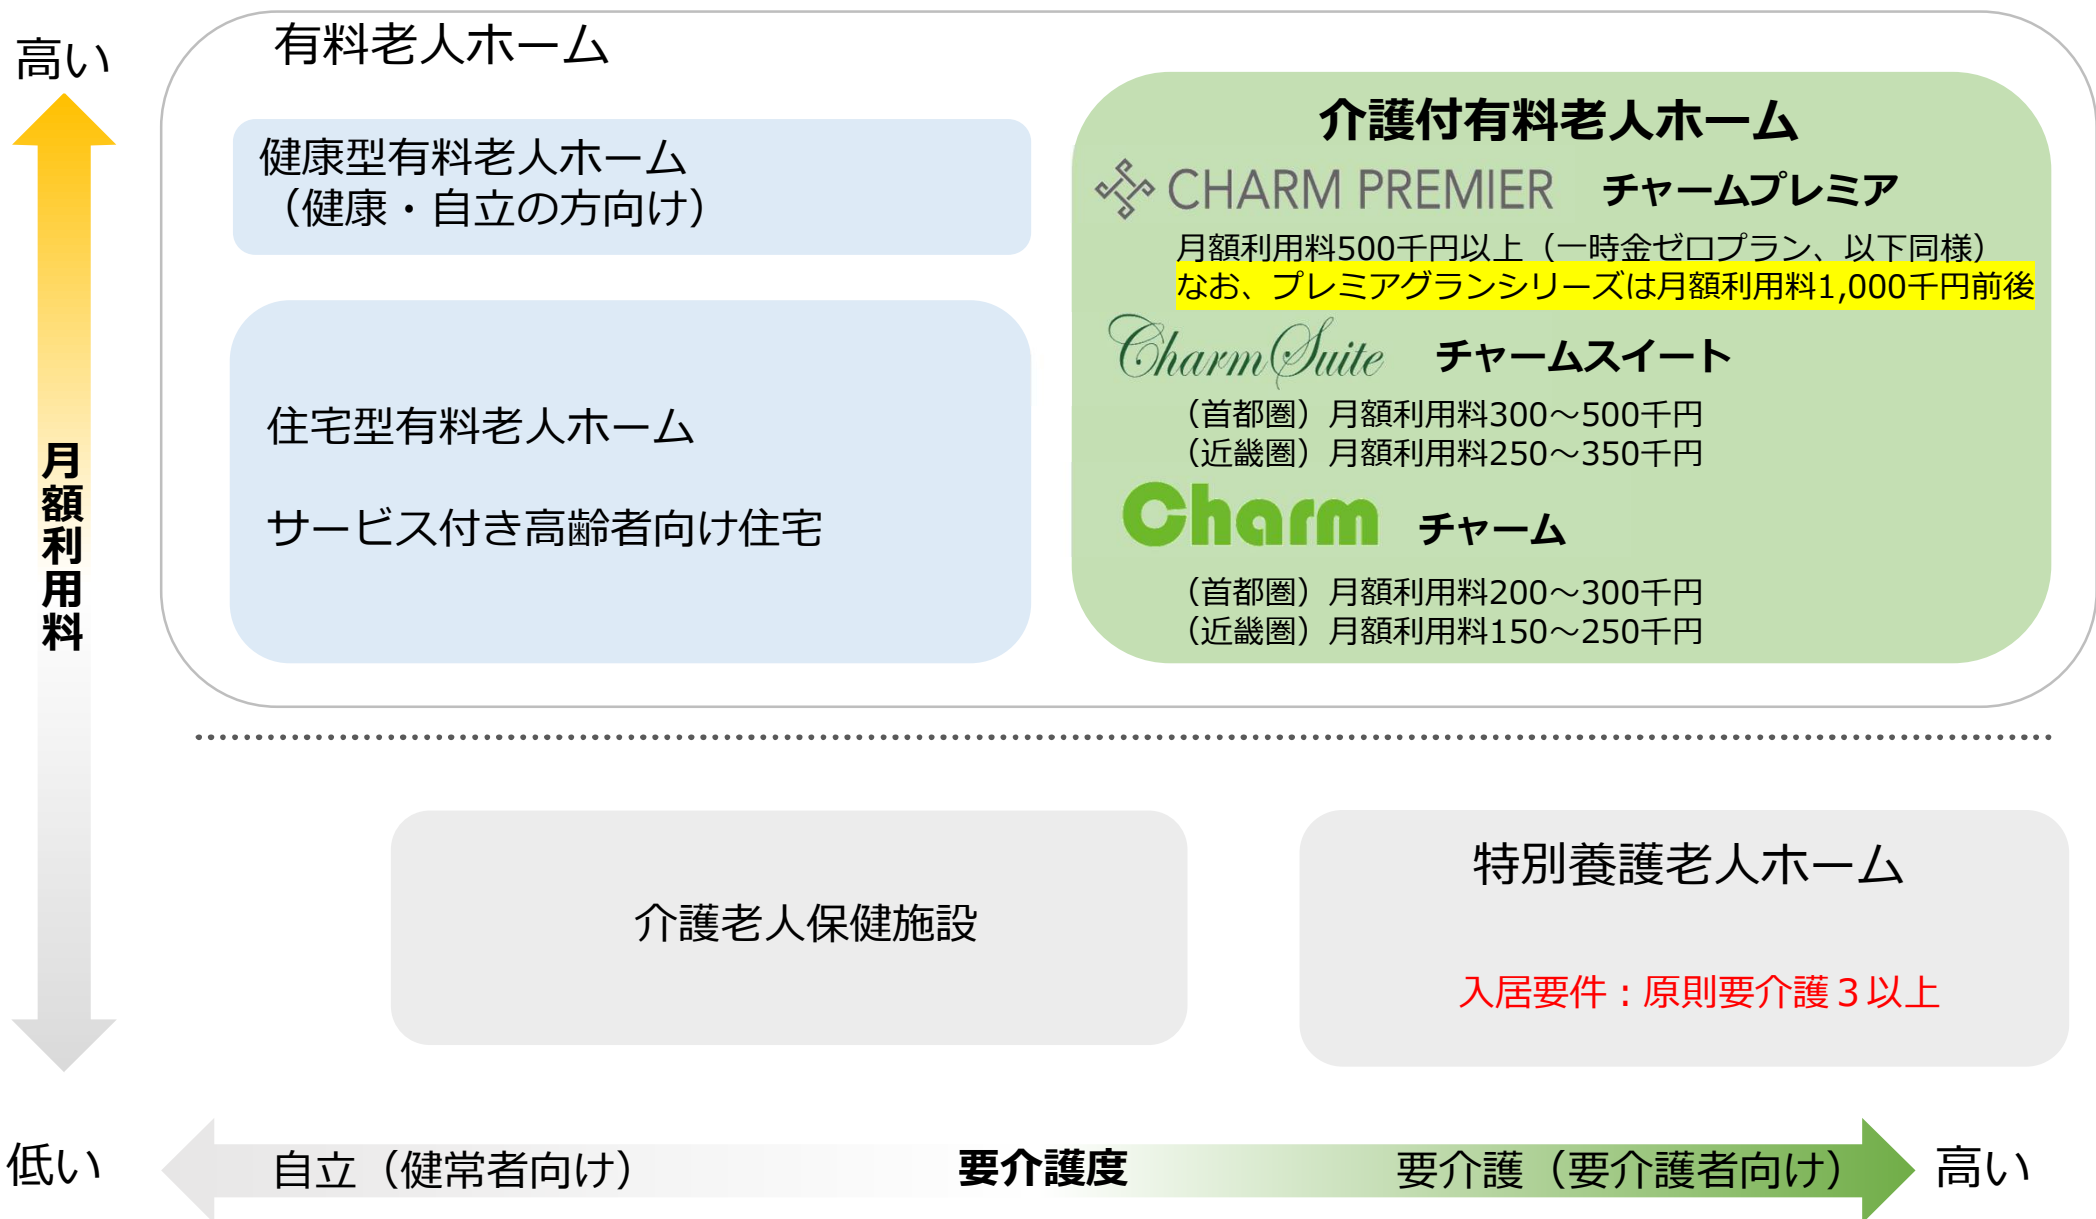 高い
有料老人ホーム
健康型有料老人ホーム
（健康・自立の方向け）
住宅型有料老人ホーム
サービス付き高齢者向け住宅
介護付有料老人ホーム
CHARM PREMIER チャームプレミア
月額利用料500千円以上（一時金ゼロプラン、以下同様）
なお、プレミアグランシリーズは月額利用料1,000千円前後
Charm Suite チャームスイート
（首都圏）月額利用料300～500千円
（近畿圏）月額利用料250～350千円
Charm チャーム
（首都圏）月額利用料200～300千円
（近畿圏）月額利用料150～250千円
月額利用料
介護老人保健施設
特別養護老人ホーム
入居要件：原則要介護３以上
低い
自立（健常者向け）
要介護度
要介護（要介護者向け）
高い